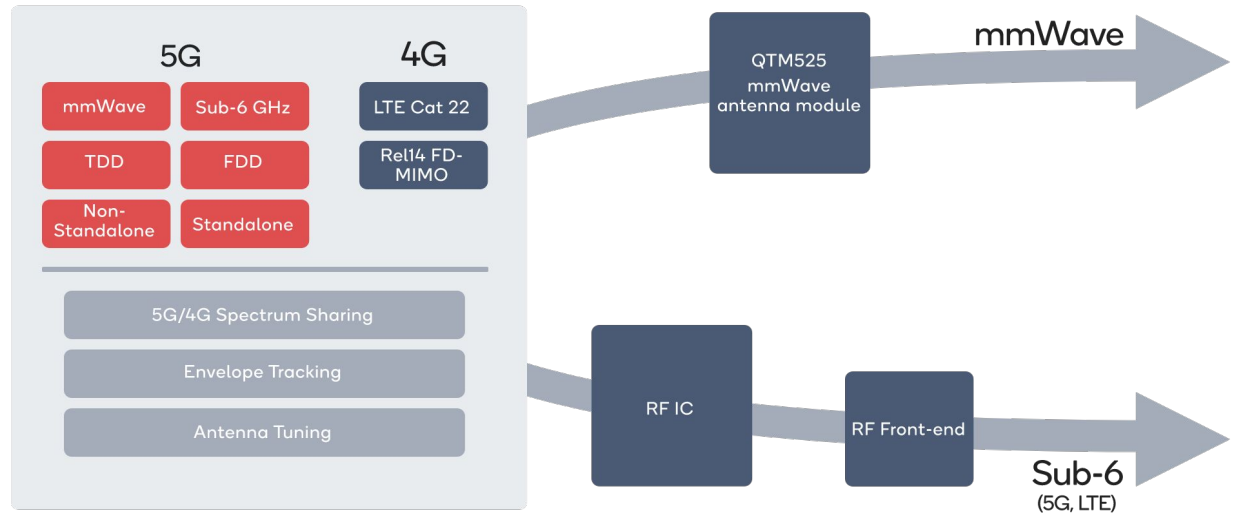 5G
4G
mmWave
Sub-6 GHz
LTE Cat 22
TDD
FDD
Rel14 FD-
MIMO
Non-
Standalone
Standalone
5G/4G Spectrum Sharing
Envelope Tracking
Antenna Tuning
QTM525
mmWave
antenna module
mmWave
RF IC
RF Front-end
Sub-6
(5G, LTE)